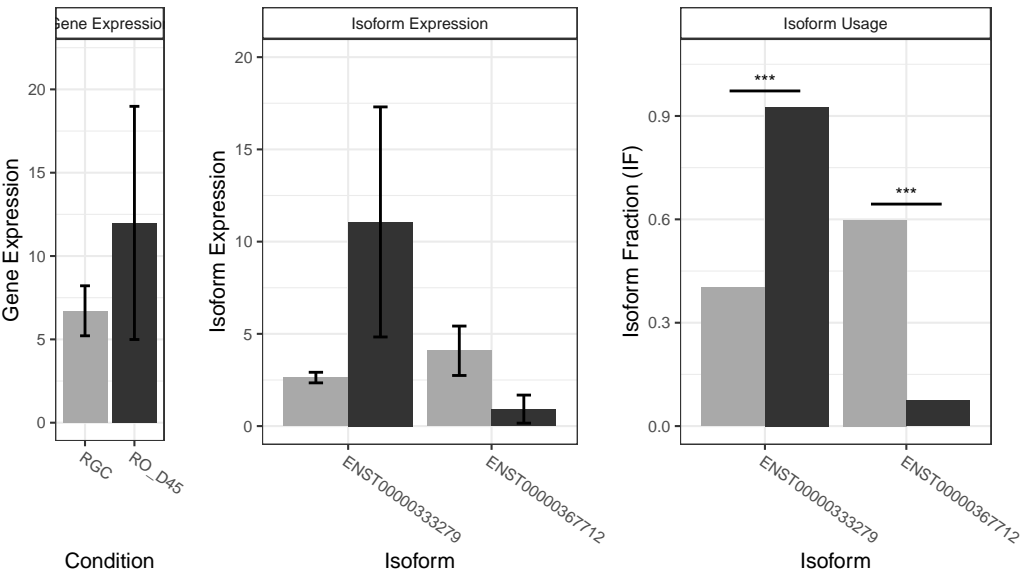 Gene Expression
Gene Expression
20
15
10
5
0
RGC
RO_D45
Condition
Isoform Expression
Isoform Expression
20
15
10
5
0
ENST00000333279
ENST00000367712
Isoform
Isoform Usage
Isoform Fraction (IF)
0.9
0.6
0.3
0.0
***
***
ENST00000333279
ENST00000367712
Isoform